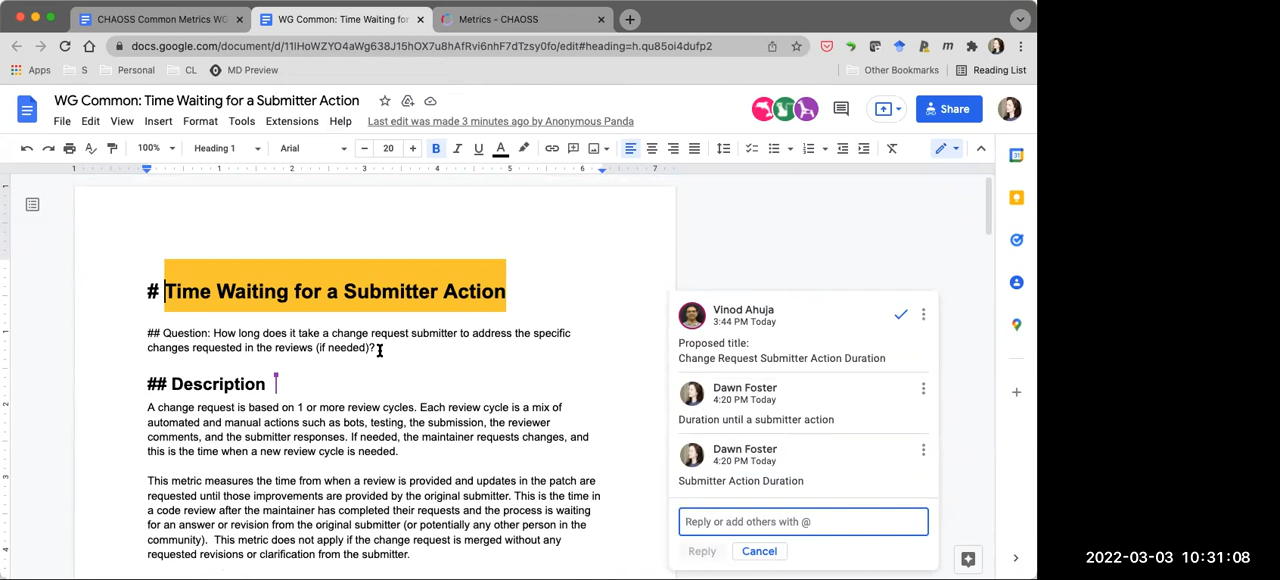 CHAOSS Common Metrics WG
WG Common: Time Waiting for
Metrics – CHAOSS
docs.google.com/document/d/11IHoWZYO4aWg638J15hOX7u8hAfRvi6nhF7dTzsy0fo/edit#heading=h.qu85oi4dufp2
Apps
S
Personal
CL
MD Preview
Other Bookmarks
Reading List
WG Common: Time Waiting for a Submitter Action
File Edit View Insert Format Tools Extensions Help
Last edit was made 3 minutes ago by Anonymous Panda
Share
100% Heading 1 Arial – 20 + B I U A
1 1 2 3 4 5 6 7
# Time Waiting for a Submitter Action
## Question: How long does it take a change request submitter to address the specific
changes requested in the reviews (if needed)?
## Description
A change request is based on 1 or more review cycles. Each review cycle is a mix of
automated and manual actions such as bots, testing, the submission, the reviewer
comments, and the submitter responses. If needed, the maintainer requests changes, and
this is the time when a new review cycle is needed.
This metric measures the time from when a review is provided and updates in the patch are
requested until those improvements are provided by the original submitter. This is the time in
a code review after the maintainer has completed their requests and the process is waiting
for an answer or revision from the original submitter (or potentially any other person in the
community). This metric does not apply if the change request is merged without any
requested revisions or clarification from the submitter.
Vinod Ahuja
3:44 PM Today
Proposed title:
Change Request Submitter Action Duration
Dawn Foster
4:20 PM Today
Duration until a submitter action
Dawn Foster
4:20 PM Today
Submitter Action Duration
Reply or add others with @
Reply
Cancel
2022-03-03 10:31:08